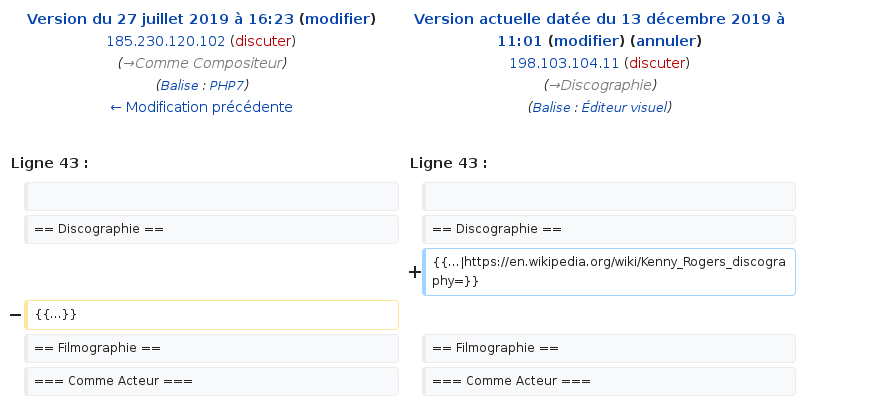 Version du 27 juillet 2019 à 16:23 (modifier)
185.230.120.102 (discuter)
(→Comme Compositeur)
(Balise : PHP7)
← Modification précédente
Version actuelle datée du 13 décembre 2019 à
11:01 (modifier) (annuler)
198.103.104.11 (discuter)
(→Discographie)
(Balise : Éditeur visuel)
Ligne 43 :
Ligne 43 :
== Discographie ==
== Discographie ==
+ {{...|https://en.wikipedia.org/wiki/Kenny_Rogers_discogra
phy=}}
− {{...}}
== Filmographie ==
== Filmographie ==
=== Comme Acteur ===
=== Comme Acteur ===